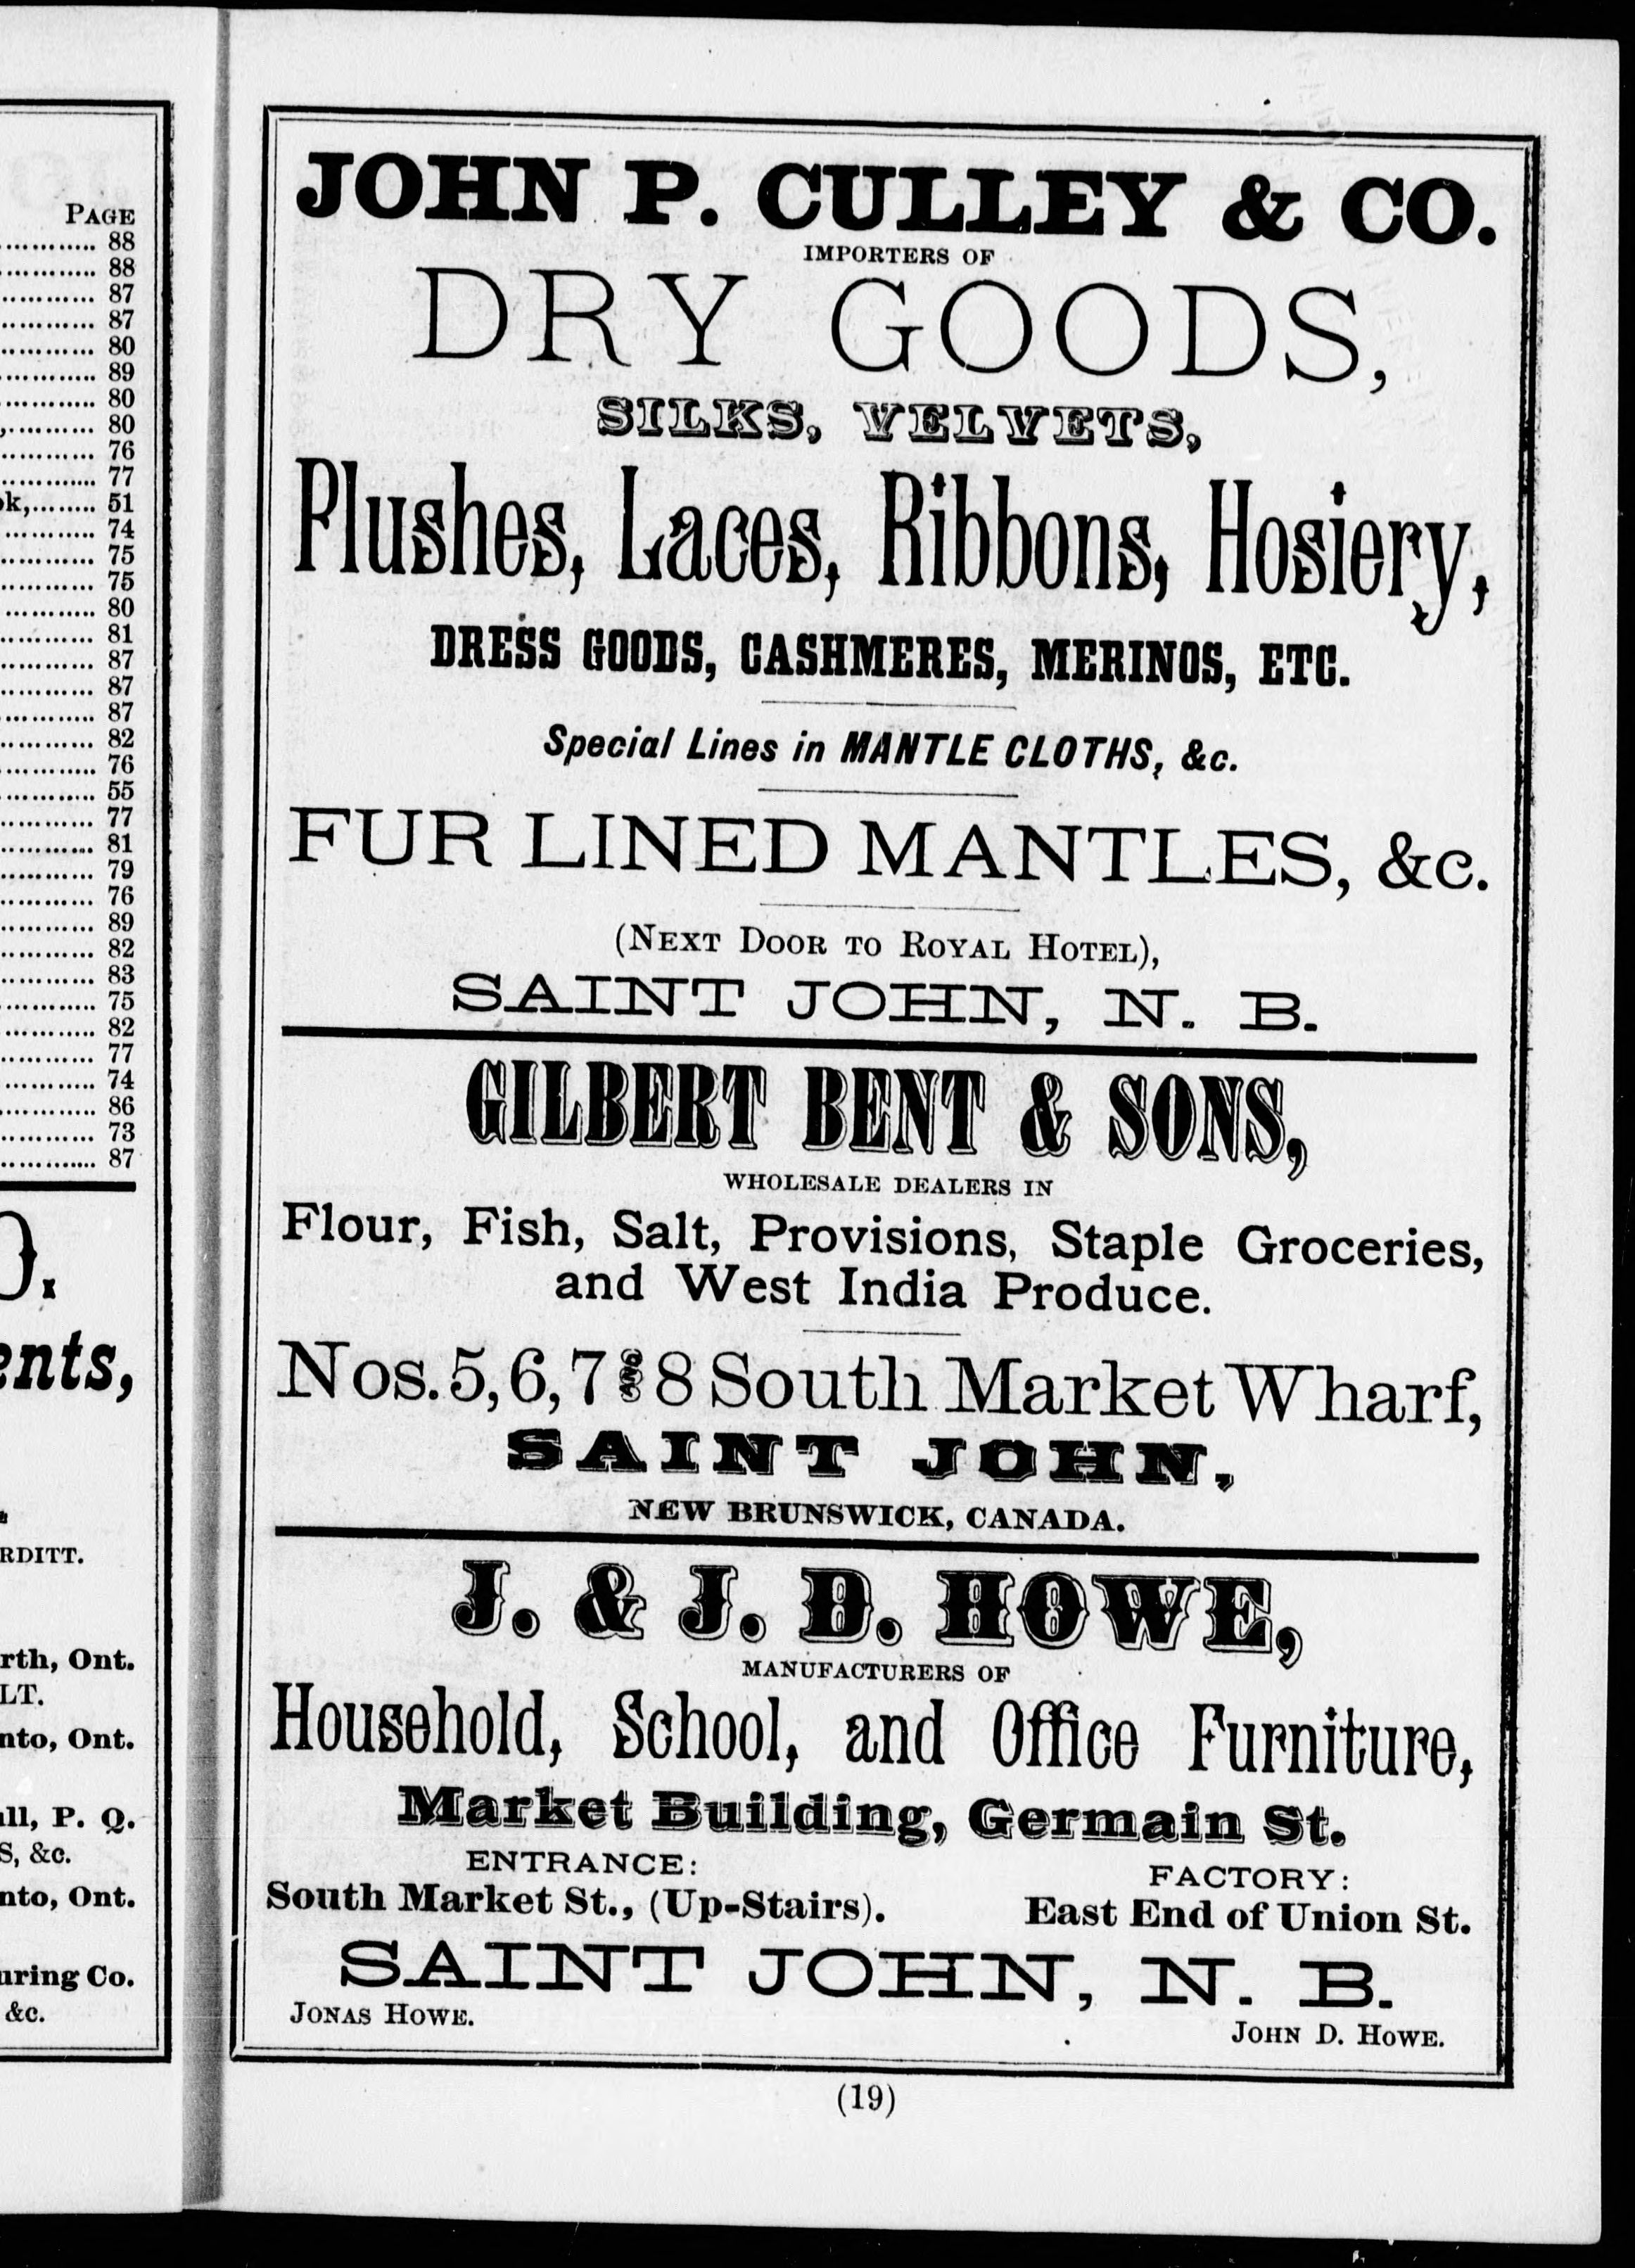 PAGE
88
88
87
87
80
89
80
80
76
77
51
74
75
75
80
81
87
87
87
82
76
55
77
81
79
76
89
82
83
75
82
77
74
86
73
87
Ont.
LT.
Ont.
P. Q.
&c.
Ont.
Co.
&c.
JOHN P. CULLEY & CO.
IMPORTERS OF
DRY GOODS,
SILKS, VELVETS,
Plushes, Laces, Ribbons, Hosiery,
DRESS GOODS, CASHMERES, MERINOS, ETC.
Special Lines in MANTLE CLOTHS, &c.
FUR LINED MANTLES, &c.
(NEXT DOOR TO ROYAL HOTEL),
SAINT JOHN, N. B.
GILBERT BENT & SONS,
WHOLESALE DEALERS IN
Flour, Fish, Salt, Provisions, Staple Groceries,
and West India Produce.
Nos. 5, 6, 7 AND 8 South Market Wharf,
SAINT JOHN,
NEW BRUNSWICK, CANADA.
J. & J. D. HOWE,
MANUFACTURERS OF
Household, School, and Office Furniture,
Market Building, Germain St.
ENTRANCE: FACTORY:
South Market St., (Up-Stairs). East End of Union St.
SAINT JOHN, N. B.
JONAS HOWE. JOHN D. HOWE.
(19)